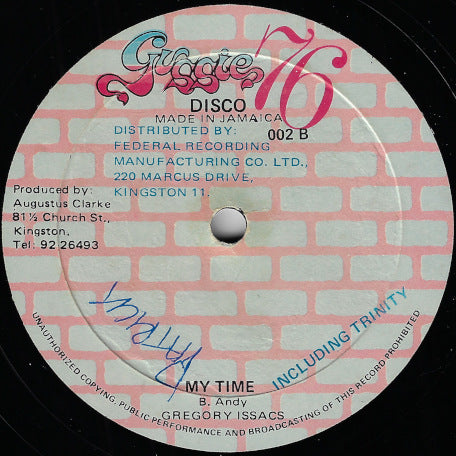 Gussie 76
DISCO
MADE IN JAMAICA
002 B
DISTRIBUTED BY:
FEDERAL RECORDING
MANUFACTURING CO. LTD.,
220 MARCUS DRIVE,
KINGSTON 11.
Produced by:
Augustus Clarke
81½ Church St.,
Kingston.
Tel: 92 26493
INCLUDING TRINITY
MY TIME
B. Andy
GREGORY ISSACS
UNAUTHORIZED COPYING, PUBLIC PERFORMANCE AND BROADCASTING OF THIS RECORD PROHIBITED